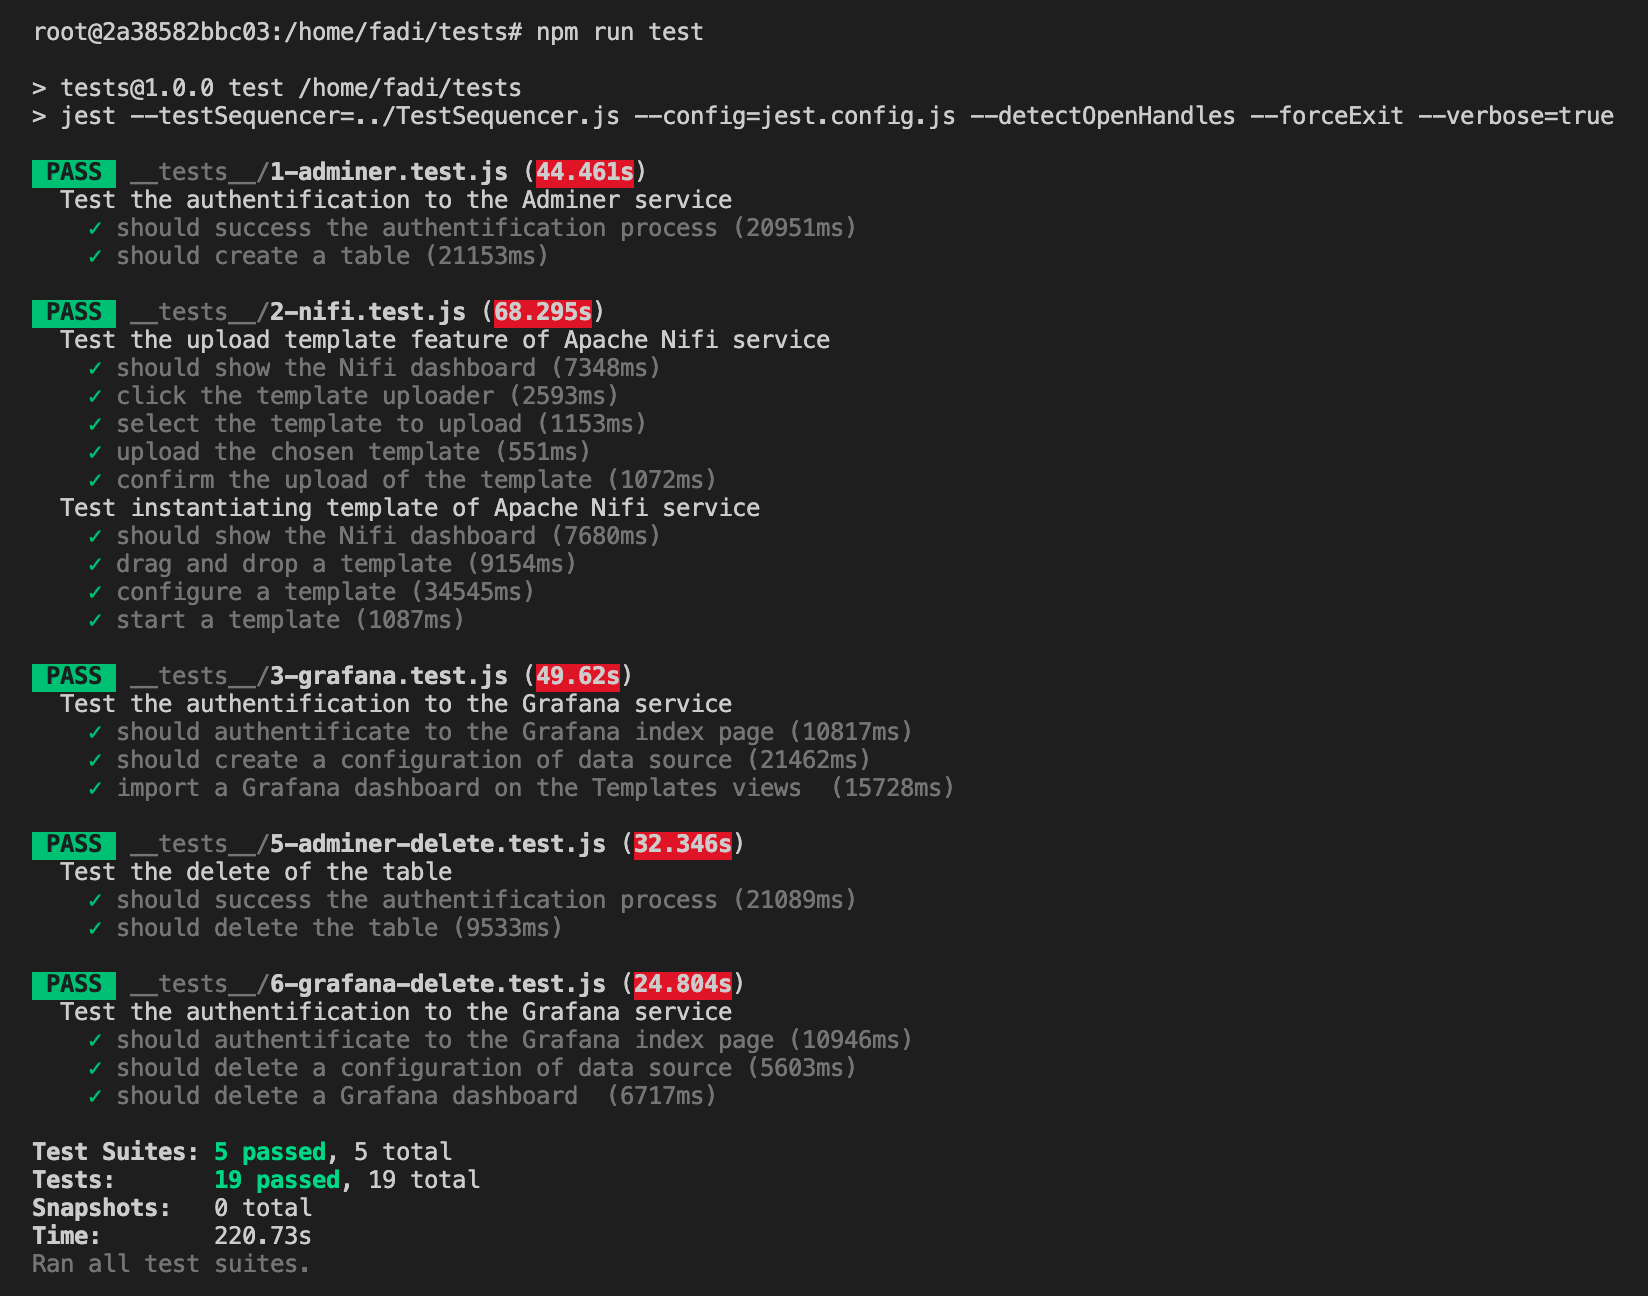 root@2a38582bbc03:/home/fadi/tests# npm run test
> tests@1.0.0 test /home/fadi/tests
> jest --testSequencer=../TestSequencer.js --config=jest.config.js --detectOpenHandles --forceExit --verbose=true
PASS __tests__/1-adminer.test.js (44.461s)
Test the authentification to the Adminer service
✓ should success the authentification process (20951ms)
✓ should create a table (21153ms)
PASS __tests__/2-nifi.test.js (68.295s)
Test the upload template feature of Apache Nifi service
✓ should show the Nifi dashboard (7348ms)
✓ click the template uploader (2593ms)
✓ select the template to upload (1153ms)
✓ upload the chosen template (551ms)
✓ confirm the upload of the template (1072ms)
Test instantiating template of Apache Nifi service
✓ should show the Nifi dashboard (7680ms)
✓ drag and drop a template (9154ms)
✓ configure a template (34545ms)
✓ start a template (1087ms)
PASS __tests__/3-grafana.test.js (49.62s)
Test the authentification to the Grafana service
✓ should authentificate to the Grafana index page (10817ms)
✓ should create a configuration of data source (21462ms)
✓ import a Grafana dashboard on the Templates views  (15728ms)
PASS __tests__/5-adminer-delete.test.js (32.346s)
Test the delete of the table
✓ should success the authentification process (21089ms)
✓ should delete the table (9533ms)
PASS __tests__/6-grafana-delete.test.js (24.804s)
Test the authentification to the Grafana service
✓ should authentificate to the Grafana index page (10946ms)
✓ should delete a configuration of data source (5603ms)
✓ should delete a Grafana dashboard  (6717ms)
Test Suites: 5 passed, 5 total
Tests:       19 passed, 19 total
Snapshots:   0 total
Time:        220.73s
Ran all test suites.